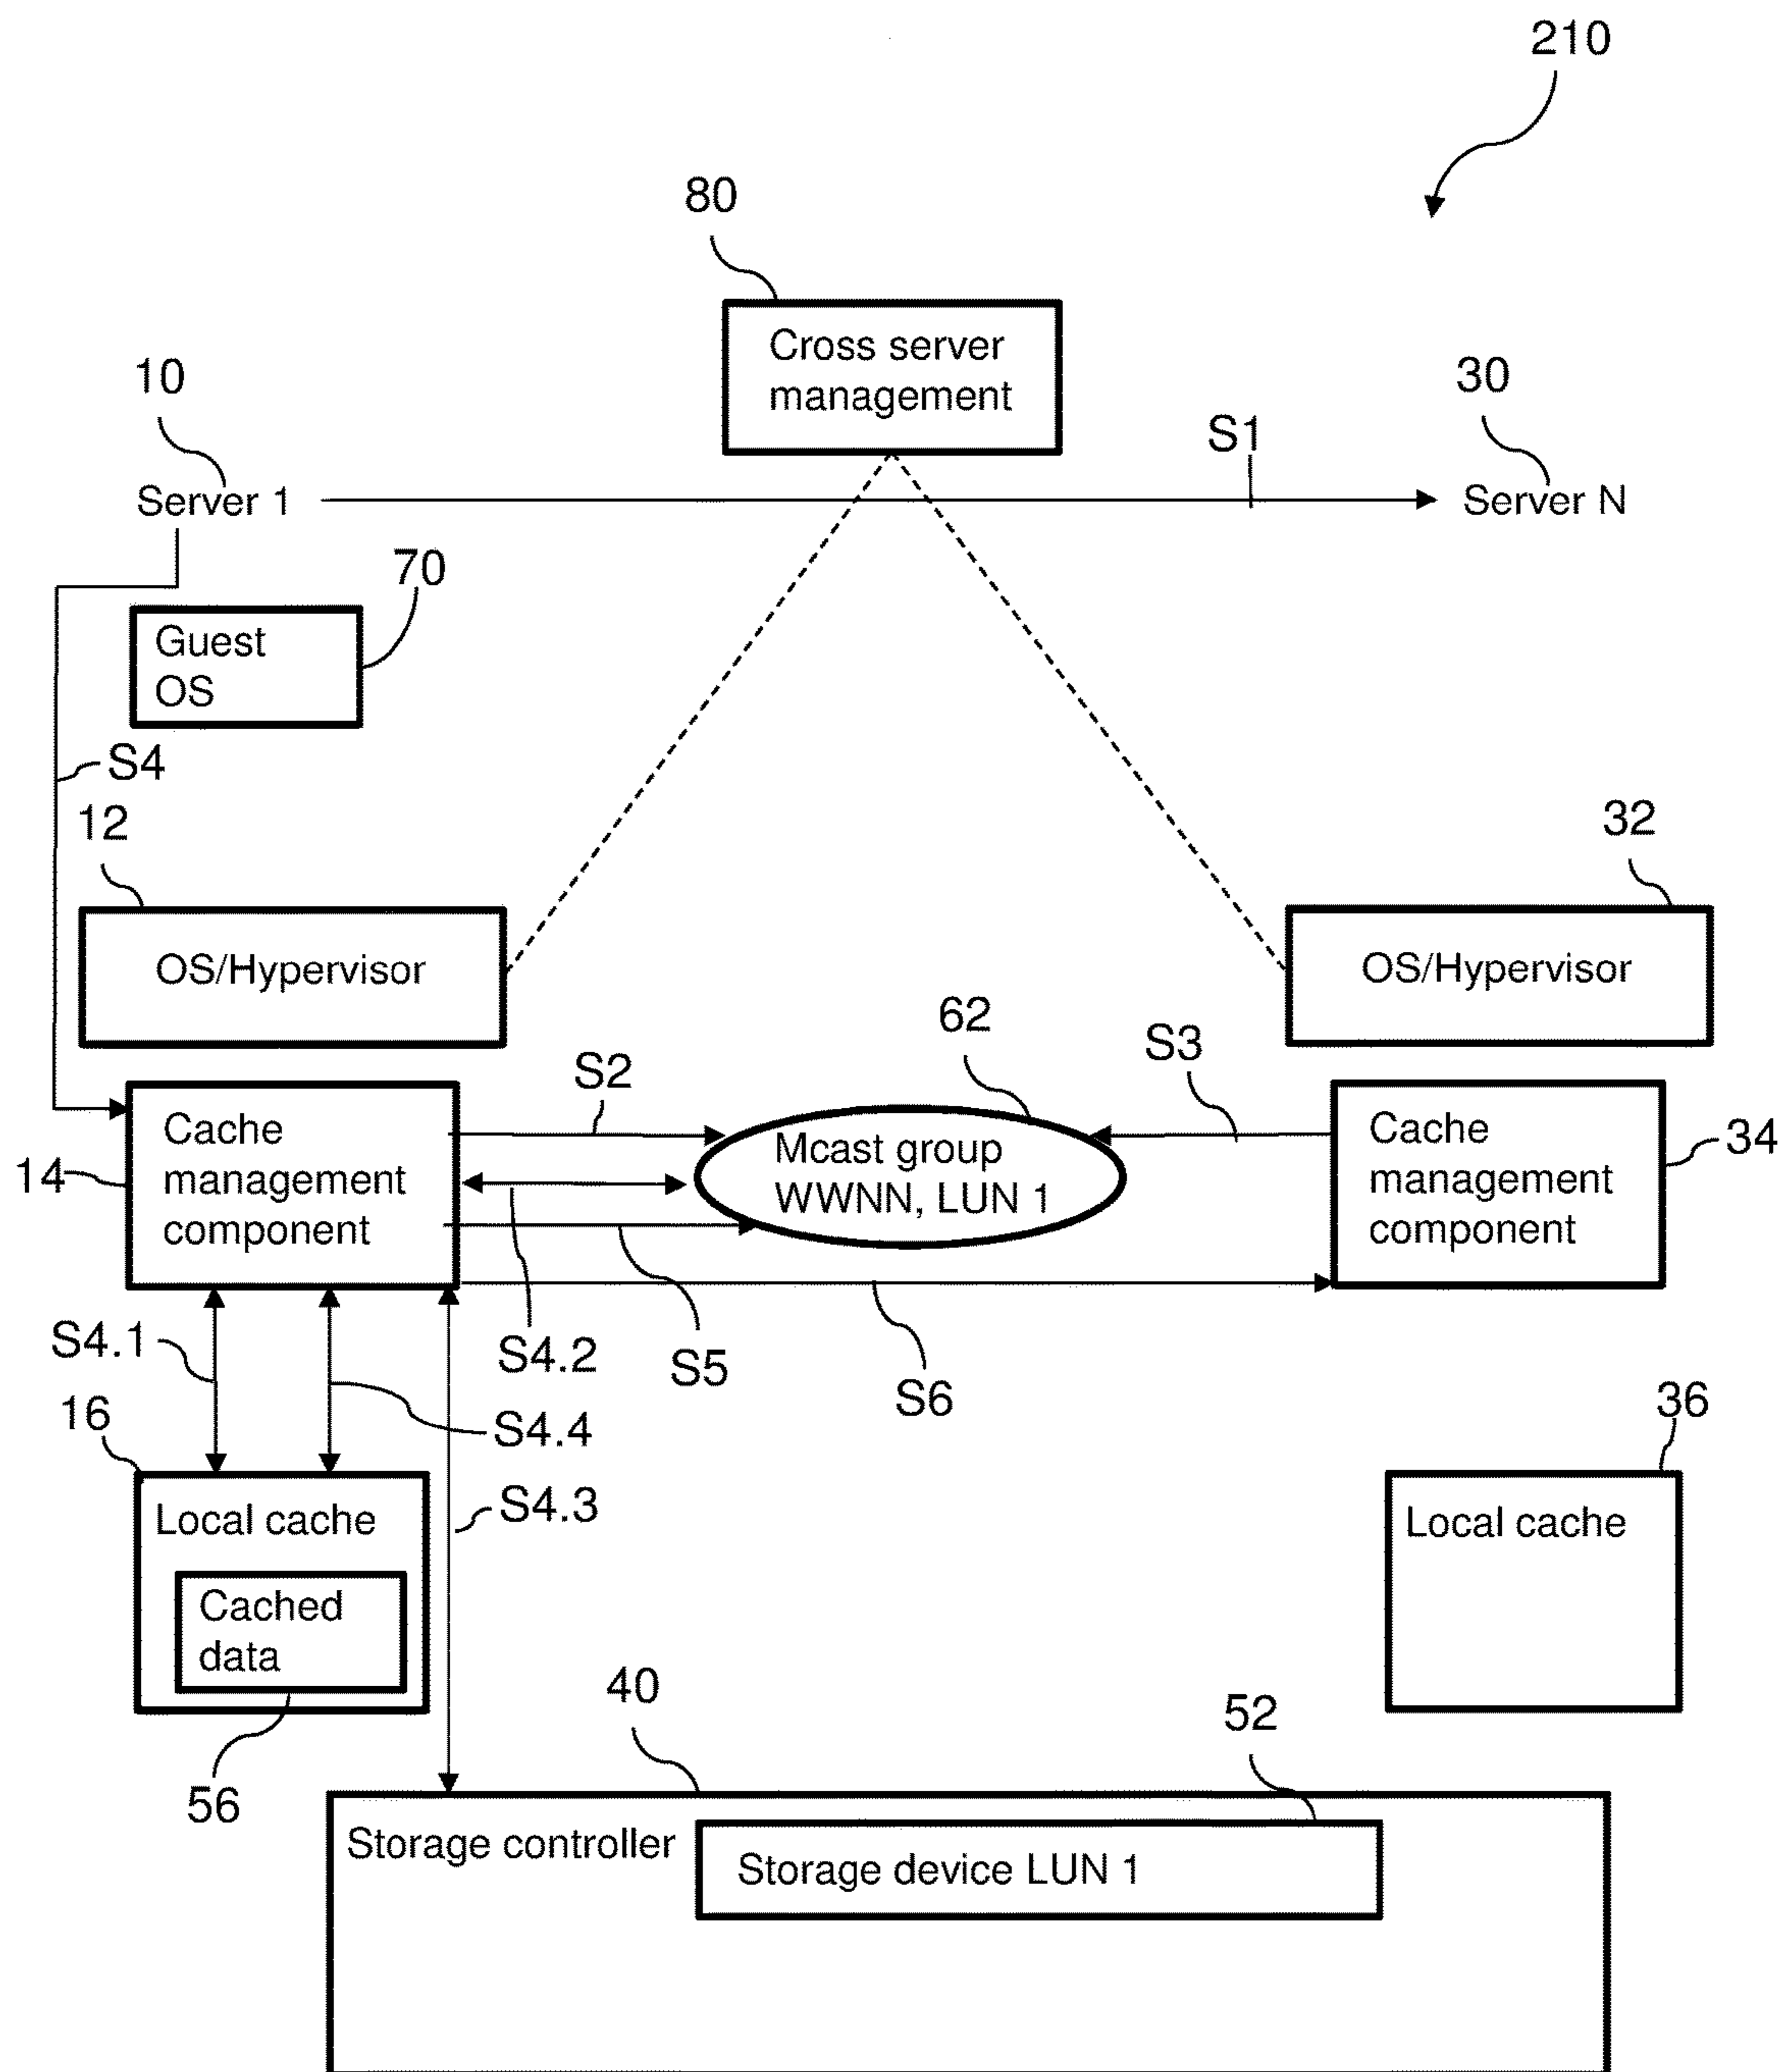 210
80
Cross server
management
10
30
S1
Server 1
Server N
70
Guest
OS
S4
12
32
OS/Hypervisor
OS/Hypervisor
62
S2
S3
Cache
management
component
14
Mcast group
WWNN, LUN 1
Cache
management
component
34
S4.1
S4.2
S5
S6
16
S4.4
36
S4.3
Local cache
Local cache
Cached
data
56
40
52
Storage controller
Storage device LUN 1